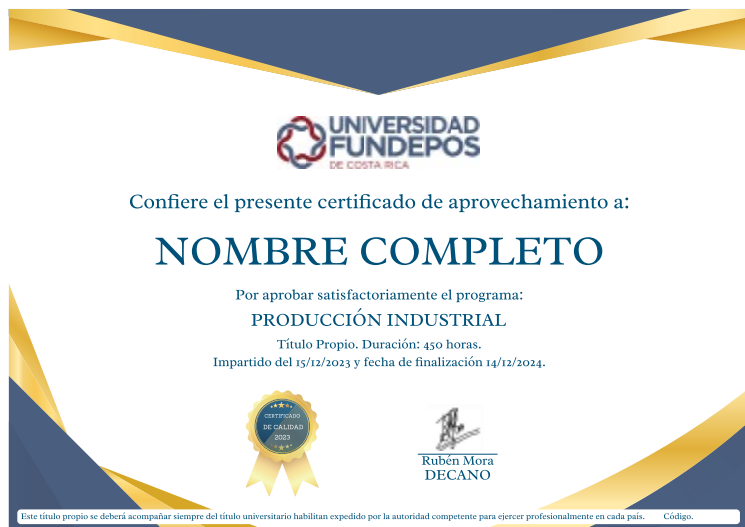 UNIVERSIDAD
FUNDEPOS
DE COSTA RICA
Confiere el presente certificado de aprovechamiento a:
NOMBRE COMPLETO
Por aprobar satisfactoriamente el programa:
PRODUCCIÓN INDUSTRIAL
Título Propio. Duración: 450 horas.
Impartido del 15/12/2023 y fecha de finalización 14/12/2024.
CERTIFICADO
DE CALIDAD
2023
Rubén Mora
DECANO
Este título propio se deberá acompañar siempre del título universitario habilitan expedido por la autoridad competente para ejercer profesionalmente en cada país. Código.